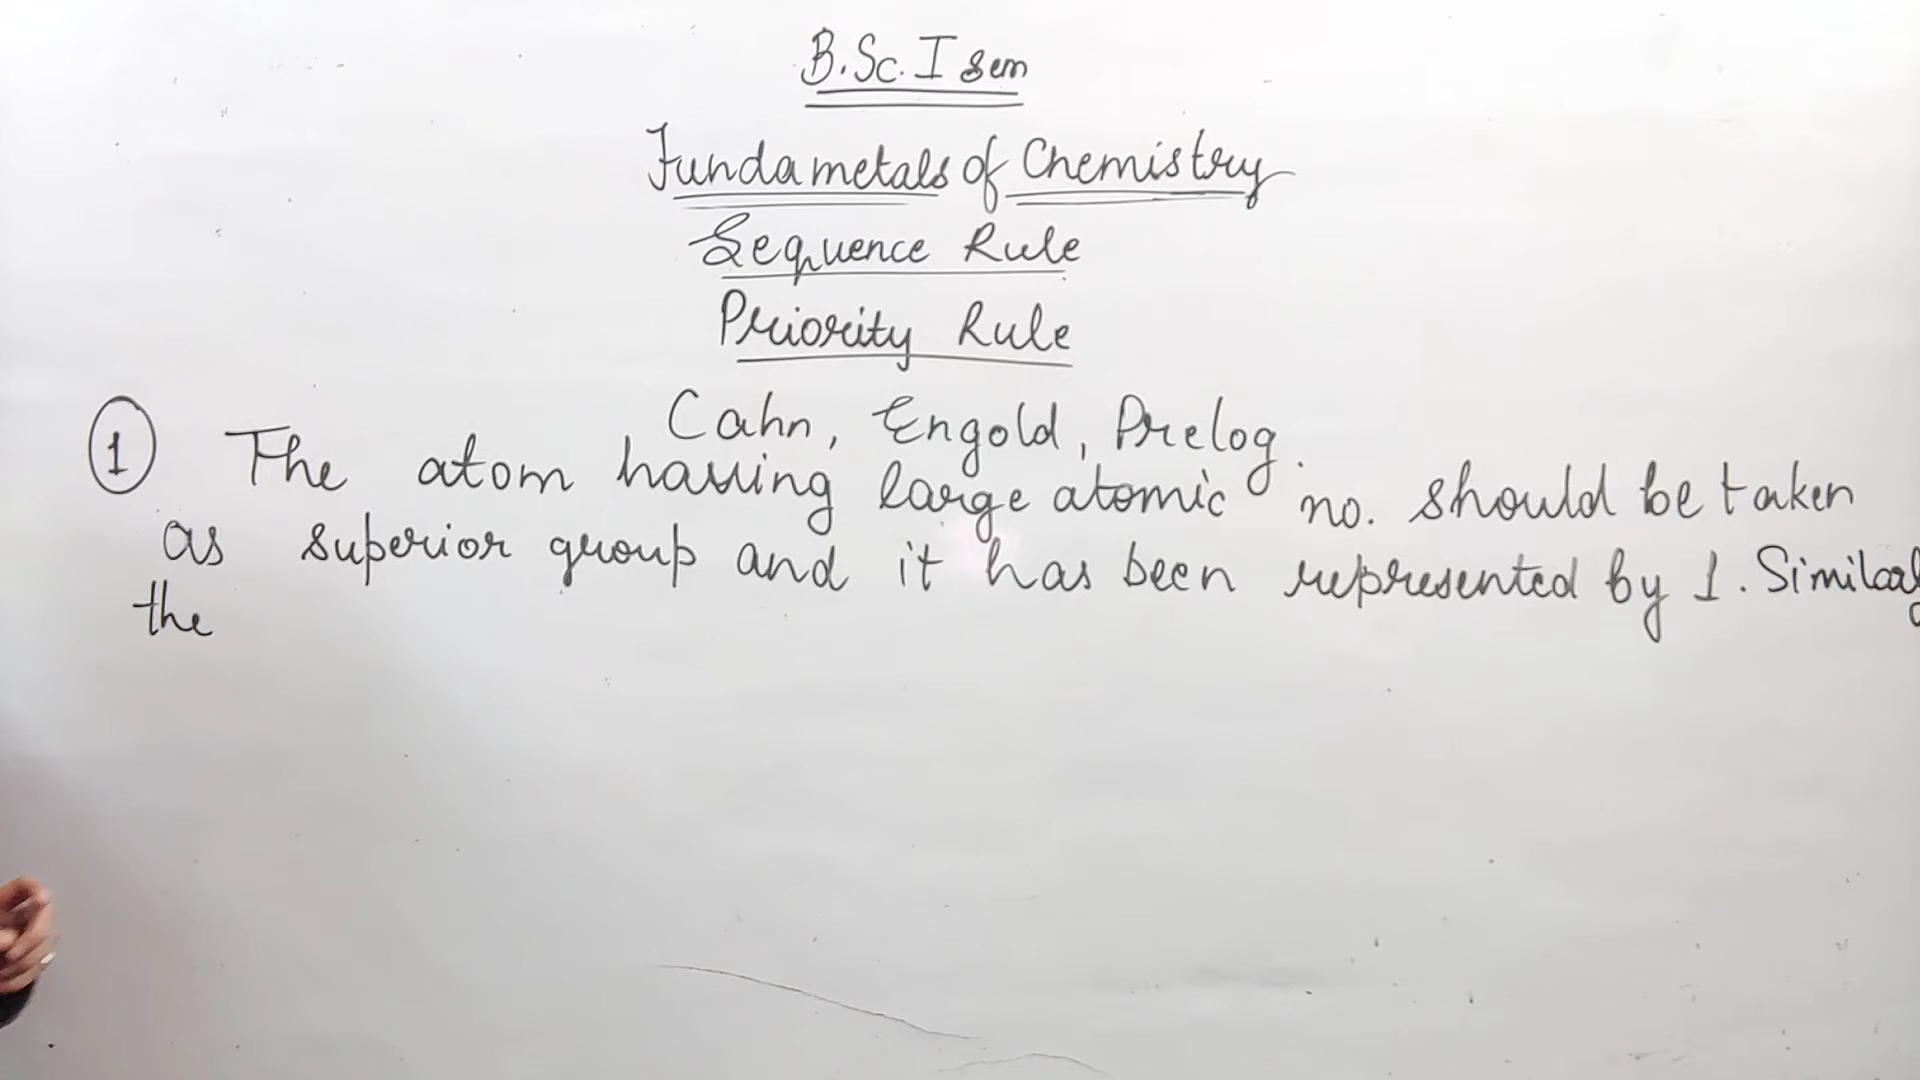 B.Sc. I sem
Fundametals of Chemistry
Sequence Rule
Priority Rule
Cahn, Engold, Prelog.
1 The atom having large atomic no. should be taken
as superior group and it has been represented by 1. Similarly
the